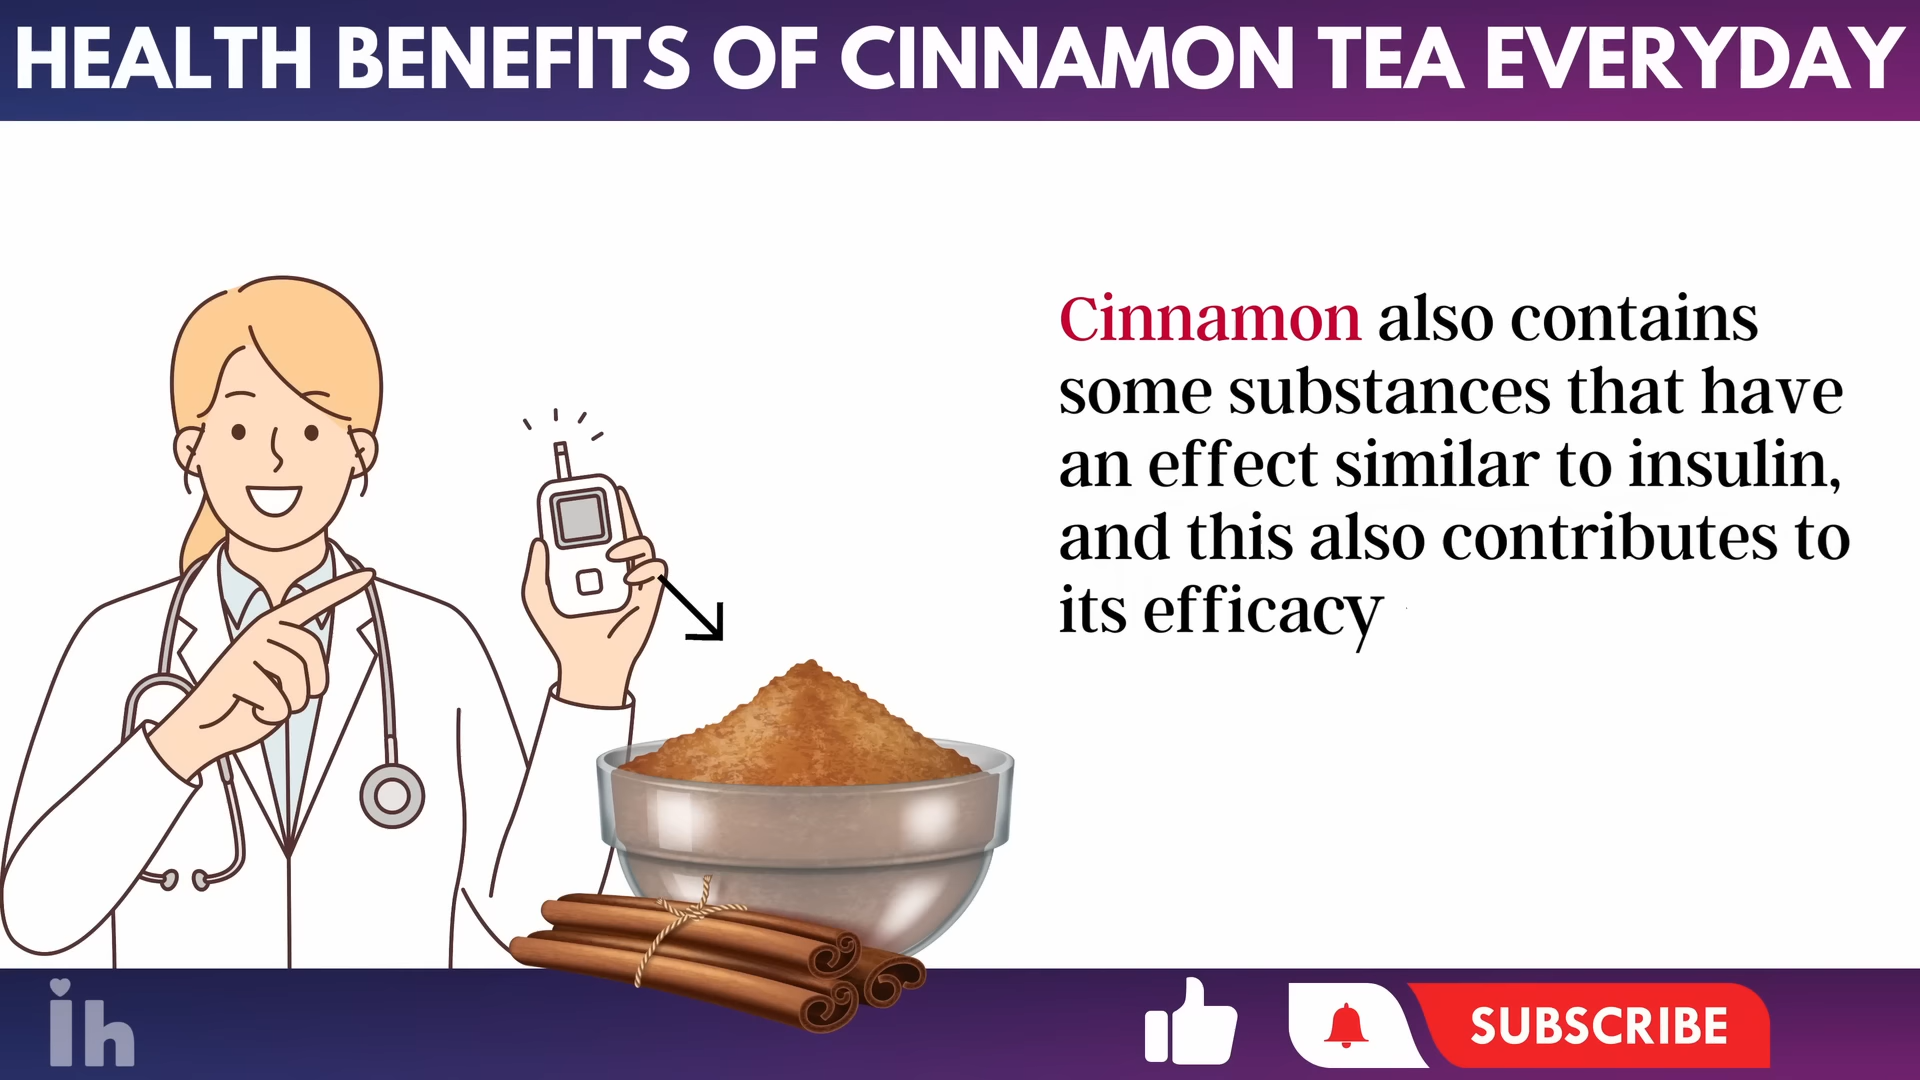 HEALTH BENEFITS OF CINNAMON TEA EVERYDAY
Cinnamon also contains
some substances that have
an effect similar to insulin,
and this also contributes to
its efficacy
ih
SUBSCRIBE